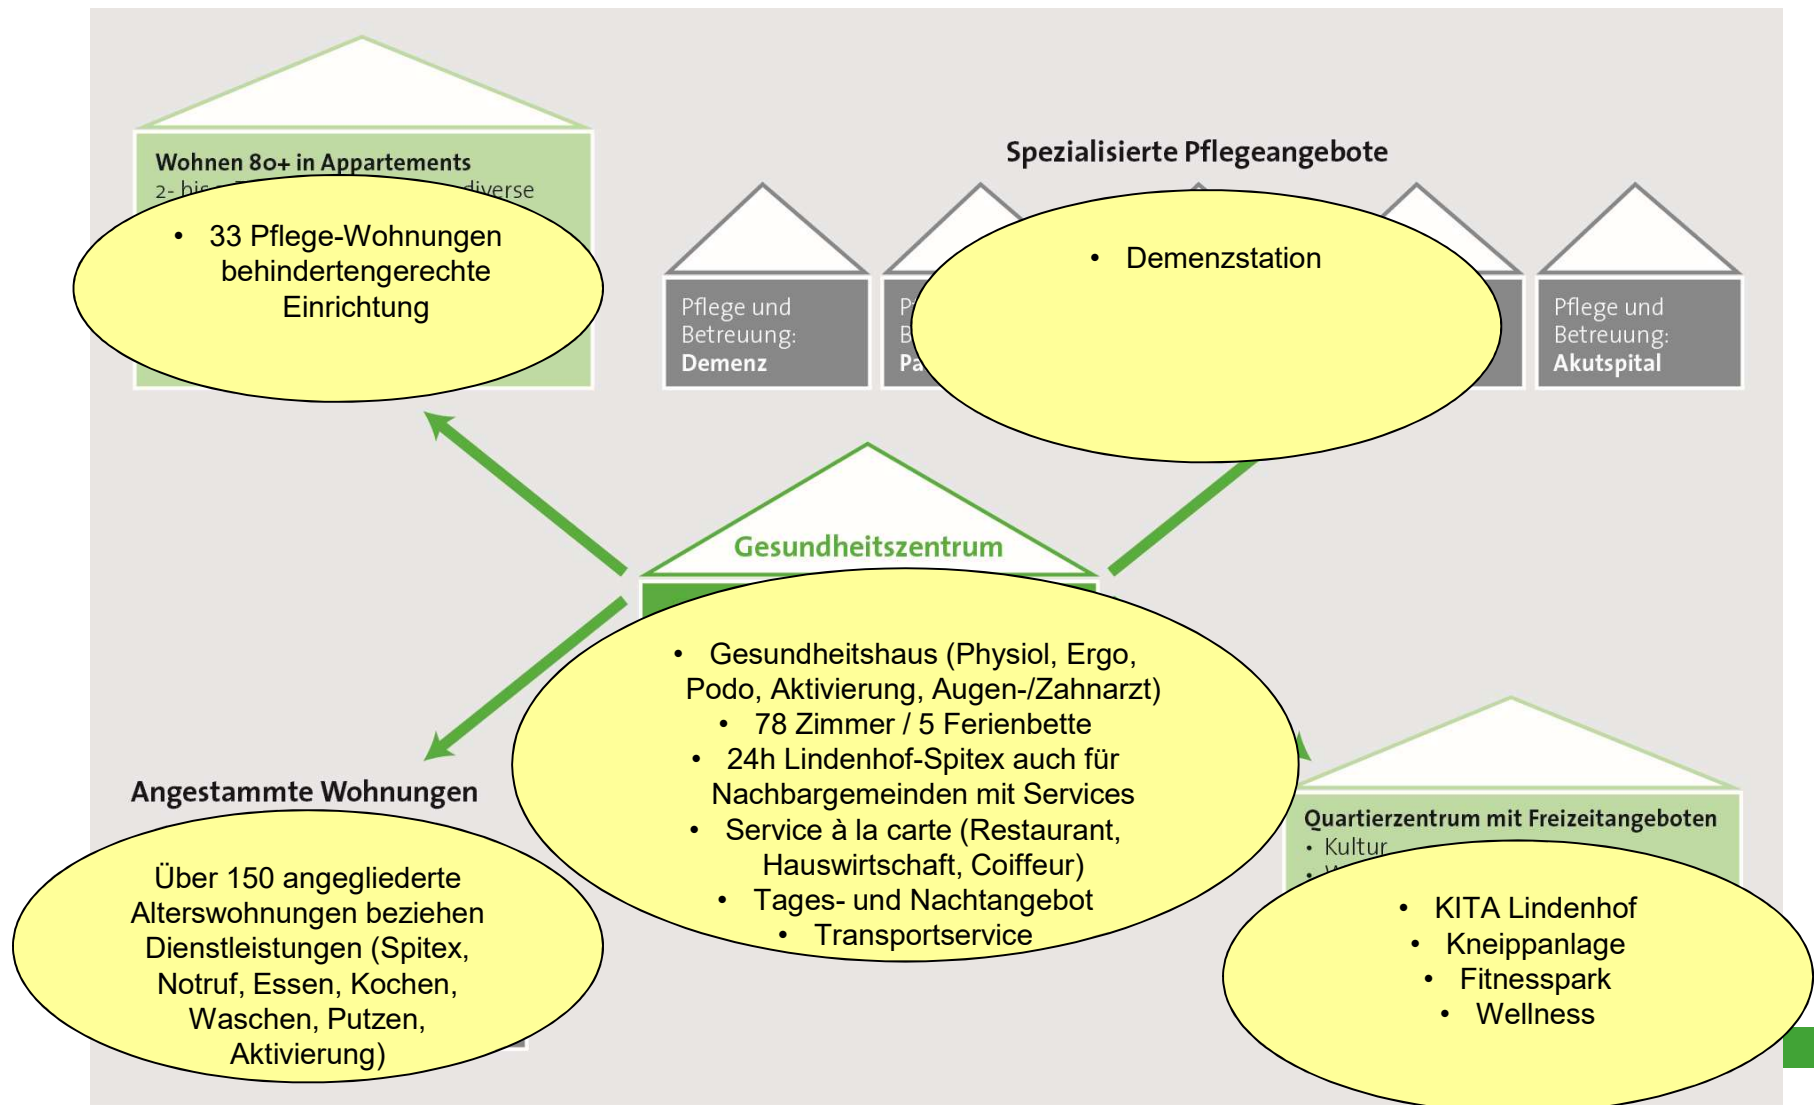 Wohnen 80+ in Appartements
2- bis diverse
• 33 Pflege-Wohnungen
behindertengerechte
Einrichtung
Spezialisierte Pflegeangebote
• Demenzstation
Pflege und
Betreuung:
Demenz
Pflege und
Betreuung:
Akutspital
Gesundheitszentrum
• Gesundheitshaus (Physiol, Ergo,
Podo, Aktivierung, Augen-/Zahnarzt)
• 78 Zimmer / 5 Ferienbette
• 24h Lindenhof-Spitex auch für
Nachbargemeinden mit Services
• Service à la carte (Restaurant,
Hauswirtschaft, Coiffeur)
• Tages- und Nachtangebot
• Transportservice
Angestammte Wohnungen
Über 150 angegliederte
Alterswohnungen beziehen
Dienstleistungen (Spitex,
Notruf, Essen, Kochen,
Waschen, Putzen,
Aktivierung)
Quartierzentrum mit Freizeitangeboten
• Kultur
• KITA Lindenhof
• Kneippanlage
• Fitnesspark
• Wellness